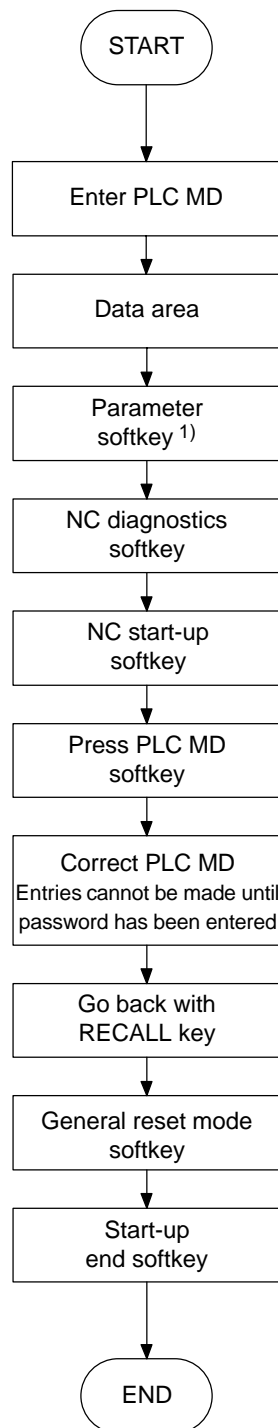 START
Enter PLC MD
Data area
Parameter
softkey 1)
NC diagnostics
softkey
NC start-up
softkey
Press PLC MD
softkey
Correct PLC MD
Entries cannot be made until
password has been entered
Go back with
RECALL key
General reset mode
softkey
Start-up
end softkey
END